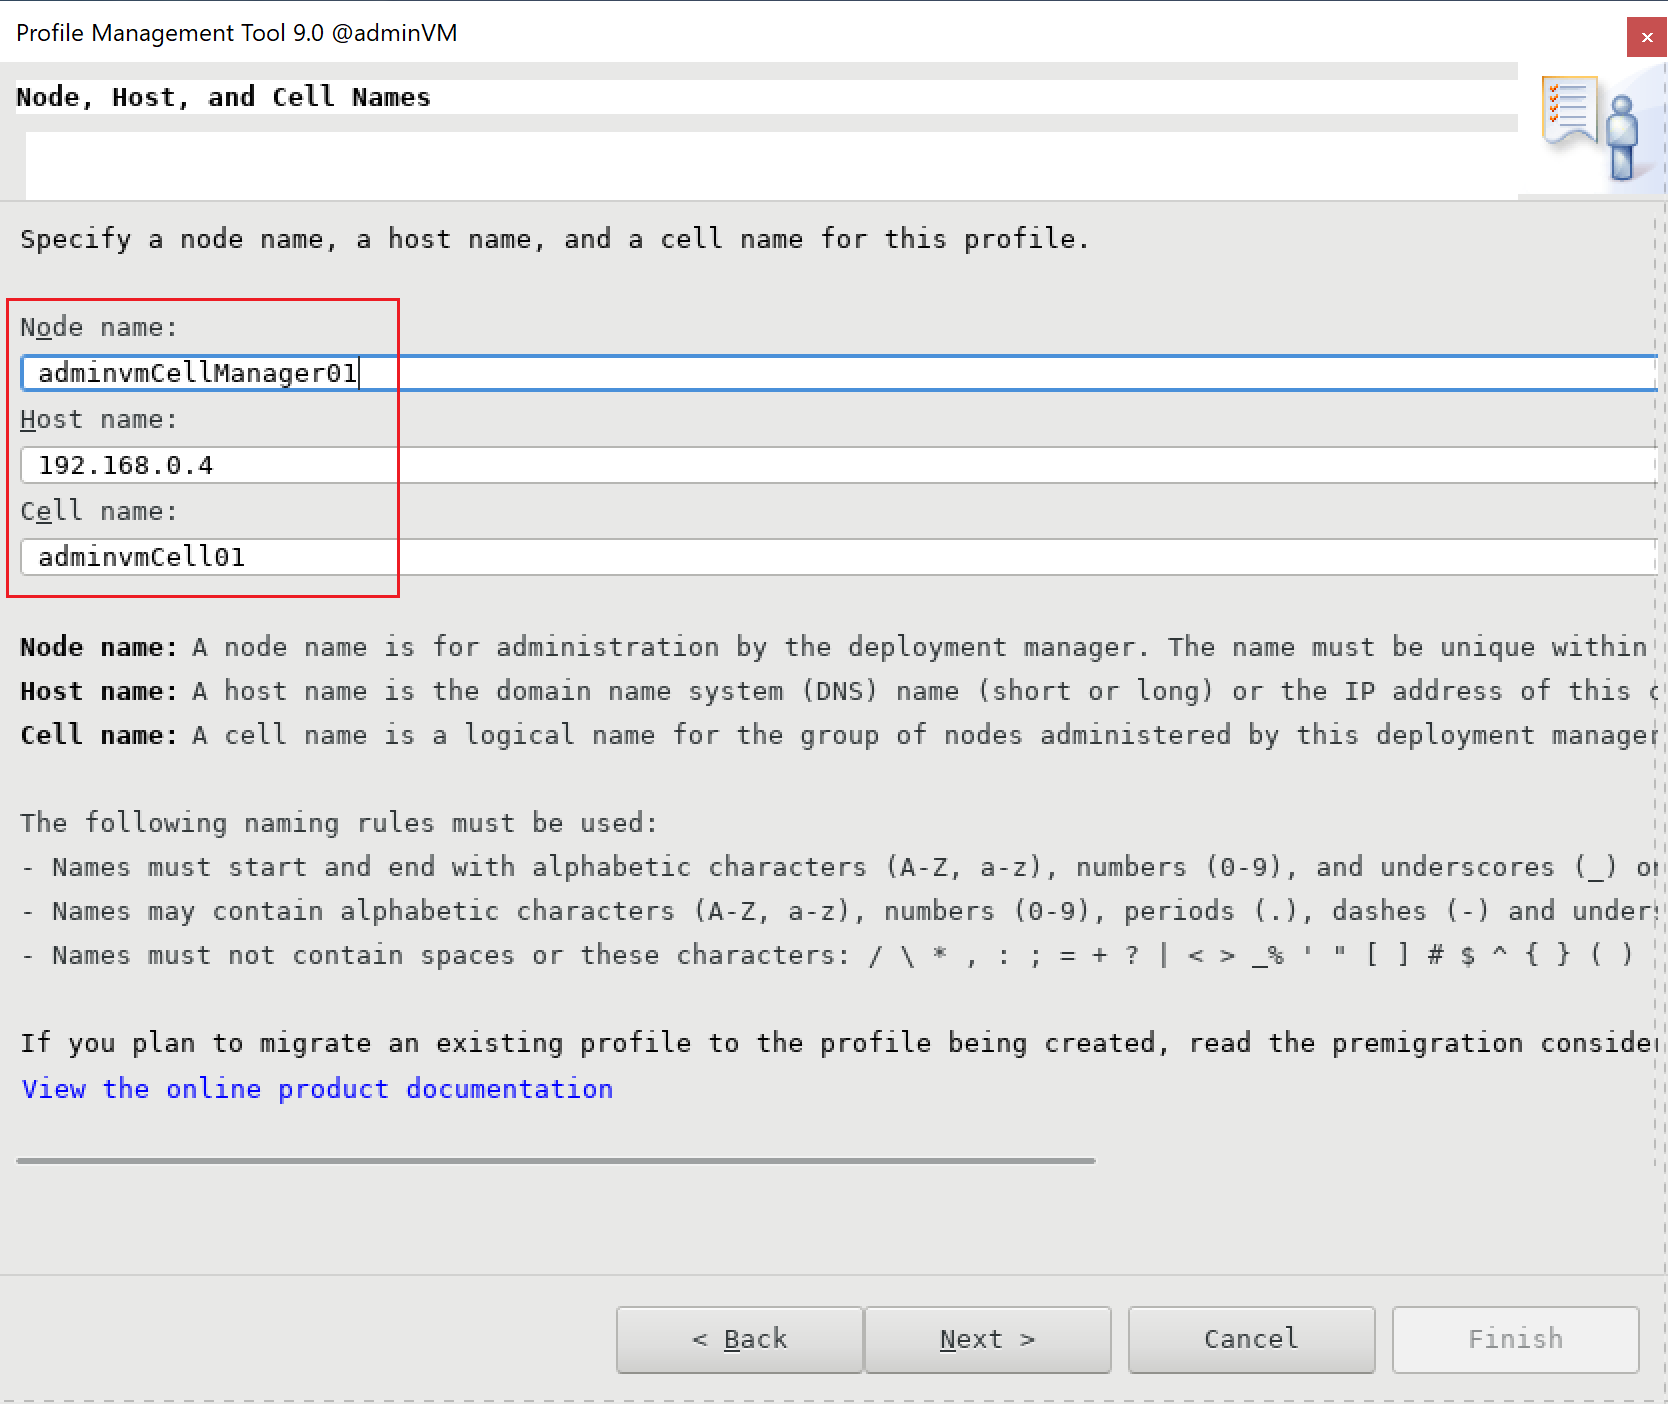 Profile Management Tool 9.0 @adminVM
×
Node, Host, and Cell Names
Specify a node name, a host name, and a cell name for this profile.
Node name:
adminvmCellManager01
Host name:
192.168.0.4
Cell name:
adminvmCell01
Node name: A node name is for administration by the deployment manager. The name must be unique within
Host name: A host name is the domain name system (DNS) name (short or long) or the IP address of this
Cell name: A cell name is a logical name for the group of nodes administered by this deployment manager
The following naming rules must be used:
- Names must start and end with alphabetic characters (A-Z, a-z), numbers (0-9), and underscores (_) or
- Names may contain alphabetic characters (A-Z, a-z), numbers (0-9), periods (.), dashes (-) and unders
- Names must not contain spaces or these characters: / \ * , : ; = + ? | < > _% ' " [ ] # $ ^ { } ( )
If you plan to migrate an existing profile to the profile being created, read the premigration consider
View the online product documentation
< Back
Next >
Cancel
Finish